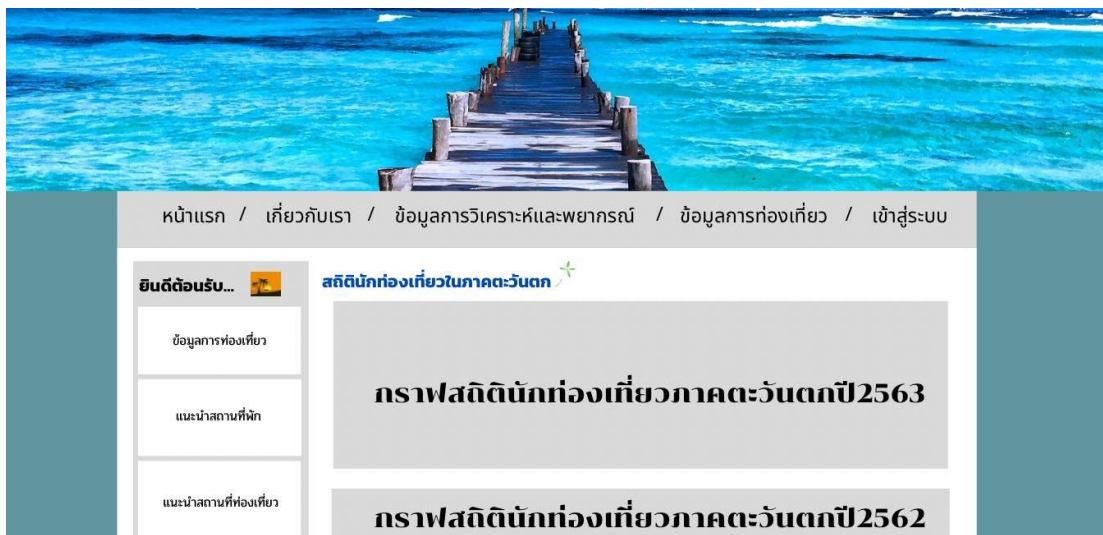 หน้าแรก / เกี่ยวกับเรา / ข้อมูลการวิเคราะห์และพยากรณ์ / ข้อมูลการท่องเที่ยว / เข้าสู่ระบบ
ยินดีต้อนรับ...
ข้อมูลการท่องเที่ยว
แนะนำสถานที่พัก
แนะนำสถานที่ท่องเที่ยว
สถิตินักท่องเที่ยวในภาคตะวันตก
กราฟสถิตินักท่องเที่ยวภาคตะวันตกปี2563
กราฟสถิตินักท่องเที่ยวภาคตะวันตกปี2562